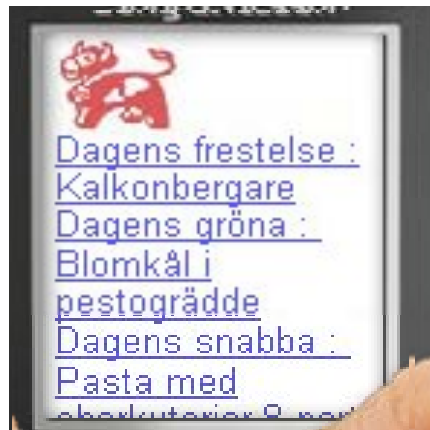 Dagens frestelse :
Kalkonbergare
Dagens gröna :
Blomkål i
pestogrädde
Dagens snabba :
Pasta med